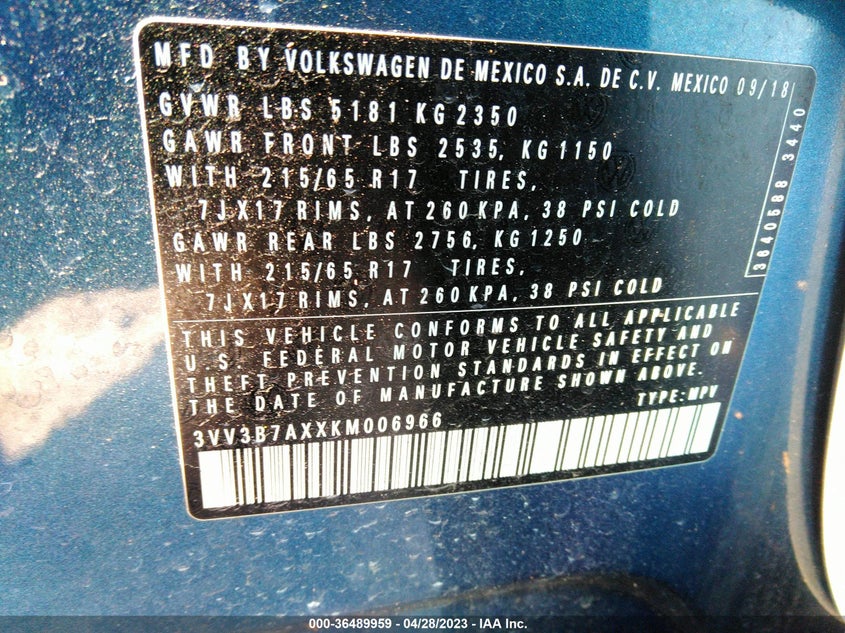 MFD BY VOLKSWAGEN DE MEXICO S.A. DE C.V. MEXICO 09/18
GVWR LBS 5181 KG 2350
GAWR FRONT LBS 2535, KG 1150
WITH 215/65 R17 TIRES,
7JX17 RIMS, AT 260 KPA, 38 PSI COLD
GAWR REAR LBS 2756, KG 1250
WITH 215/65 R17 TIRES,
7JX17 RIMS, AT 260 KPA, 38 PSI COLD
3640588 3440
THIS VEHICLE CONFORMS TO ALL APPLICABLE
U.S. FEDERAL MOTOR VEHICLE SAFETY AND
THEFT PREVENTION STANDARDS IN EFFECT ON
THE DATE OF MANUFACTURE SHOWN ABOVE.
TYPE: MPV
3VV3B7AXXKM006966
000-36489959 - 04/28/2023 - IAA Inc.